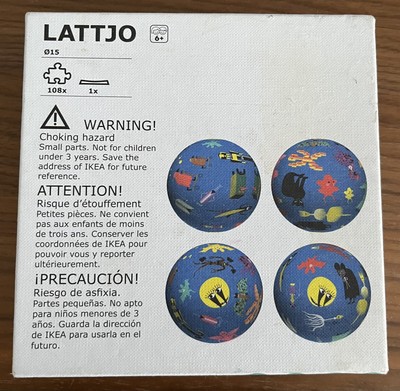 LATTJO
6+
Ø15
108x 1x
WARNING!
Choking hazard
Small parts. Not for children
under 3 years. Save the
address of IKEA for future
reference.
ATTENTION!
Risque d'étouffement
Petites pièces. Ne convient
pas aux enfants de moins
de trois ans. Conserver les
coordonnées de IKEA pour
pouvoir vous y reporter
ultérieurement.
¡PRECAUCIÓN!
Riesgo de asfixia.
Partes pequeñas. No apto
para niños menores de 3
años. Guarda la dirección
de IKEA para usarla en el
futuro.